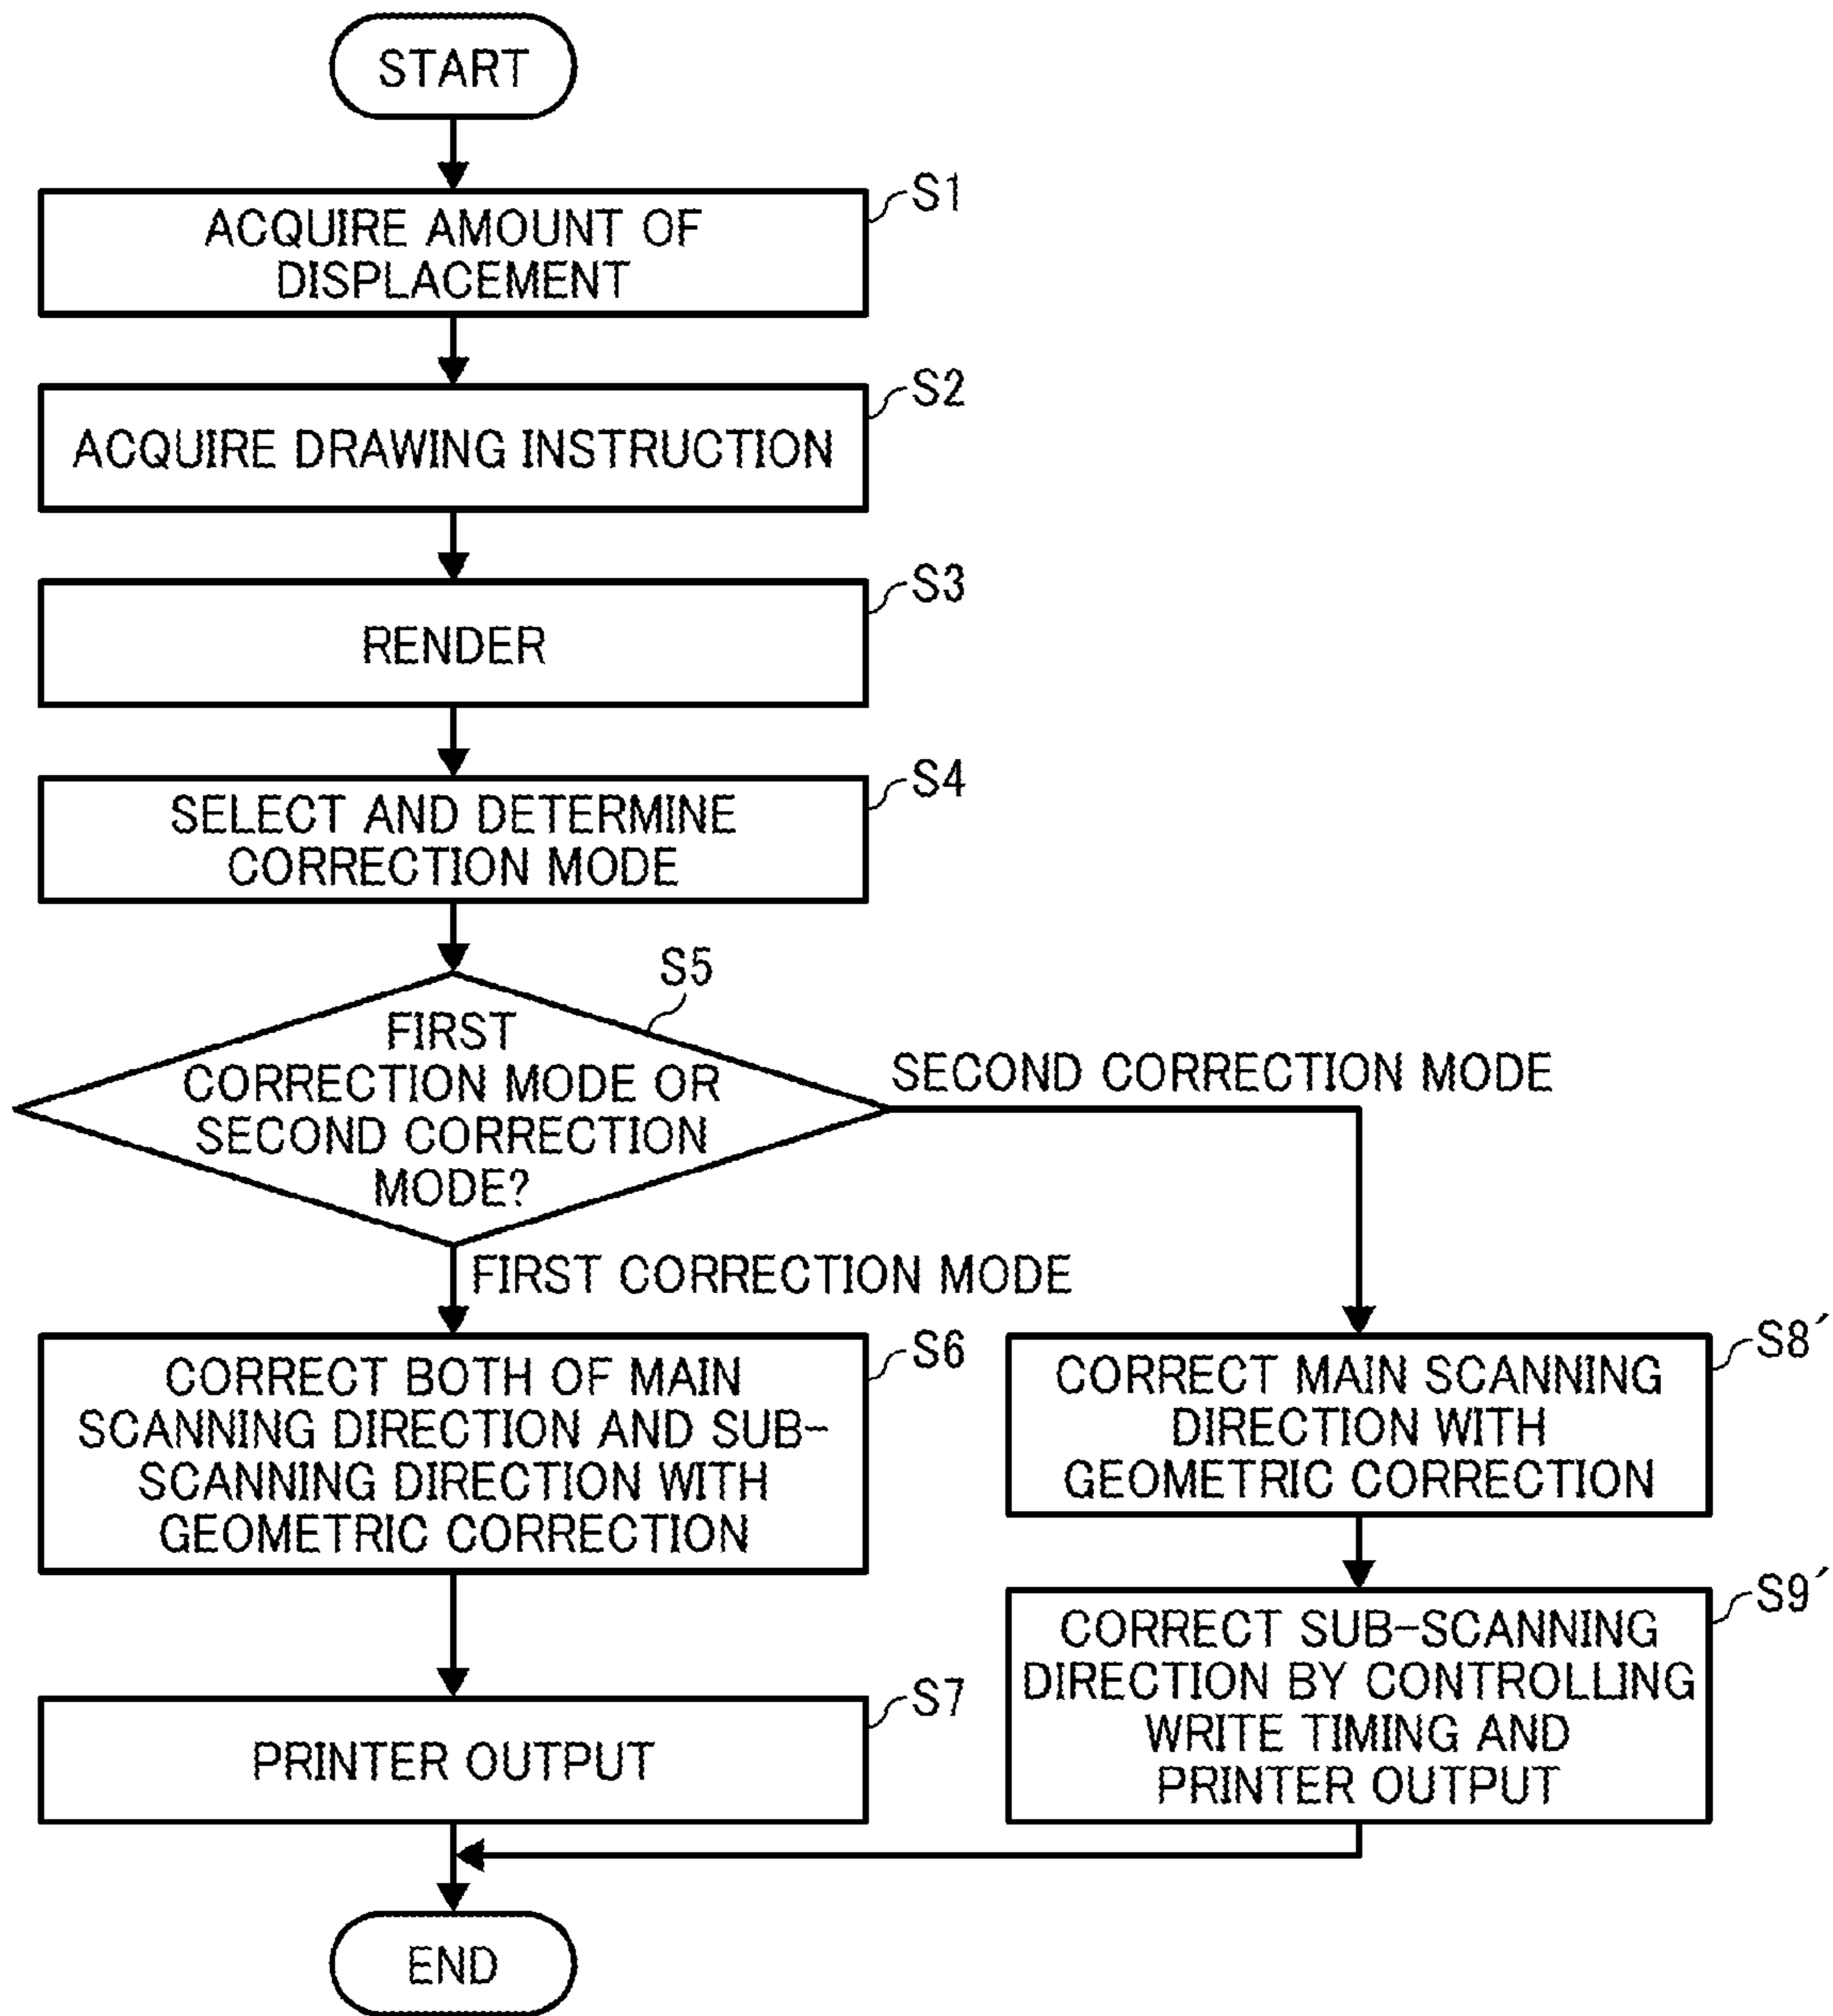 START
S1
ACQUIRE AMOUNT OF
DISPLACEMENT
S2
ACQUIRE DRAWING INSTRUCTION
S3
RENDER
S4
SELECT AND DETERMINE
CORRECTION MODE
S5
FIRST
CORRECTION MODE OR
SECOND CORRECTION
MODE?
SECOND CORRECTION MODE
FIRST CORRECTION MODE
S6
CORRECT BOTH OF MAIN
SCANNING DIRECTION AND SUB-
SCANNING DIRECTION WITH
GEOMETRIC CORRECTION
S7
PRINTER OUTPUT
S8´
CORRECT MAIN SCANNING
DIRECTION WITH
GEOMETRIC CORRECTION
S9´
CORRECT SUB-SCANNING
DIRECTION BY CONTROLLING
WRITE TIMING AND
PRINTER OUTPUT
END